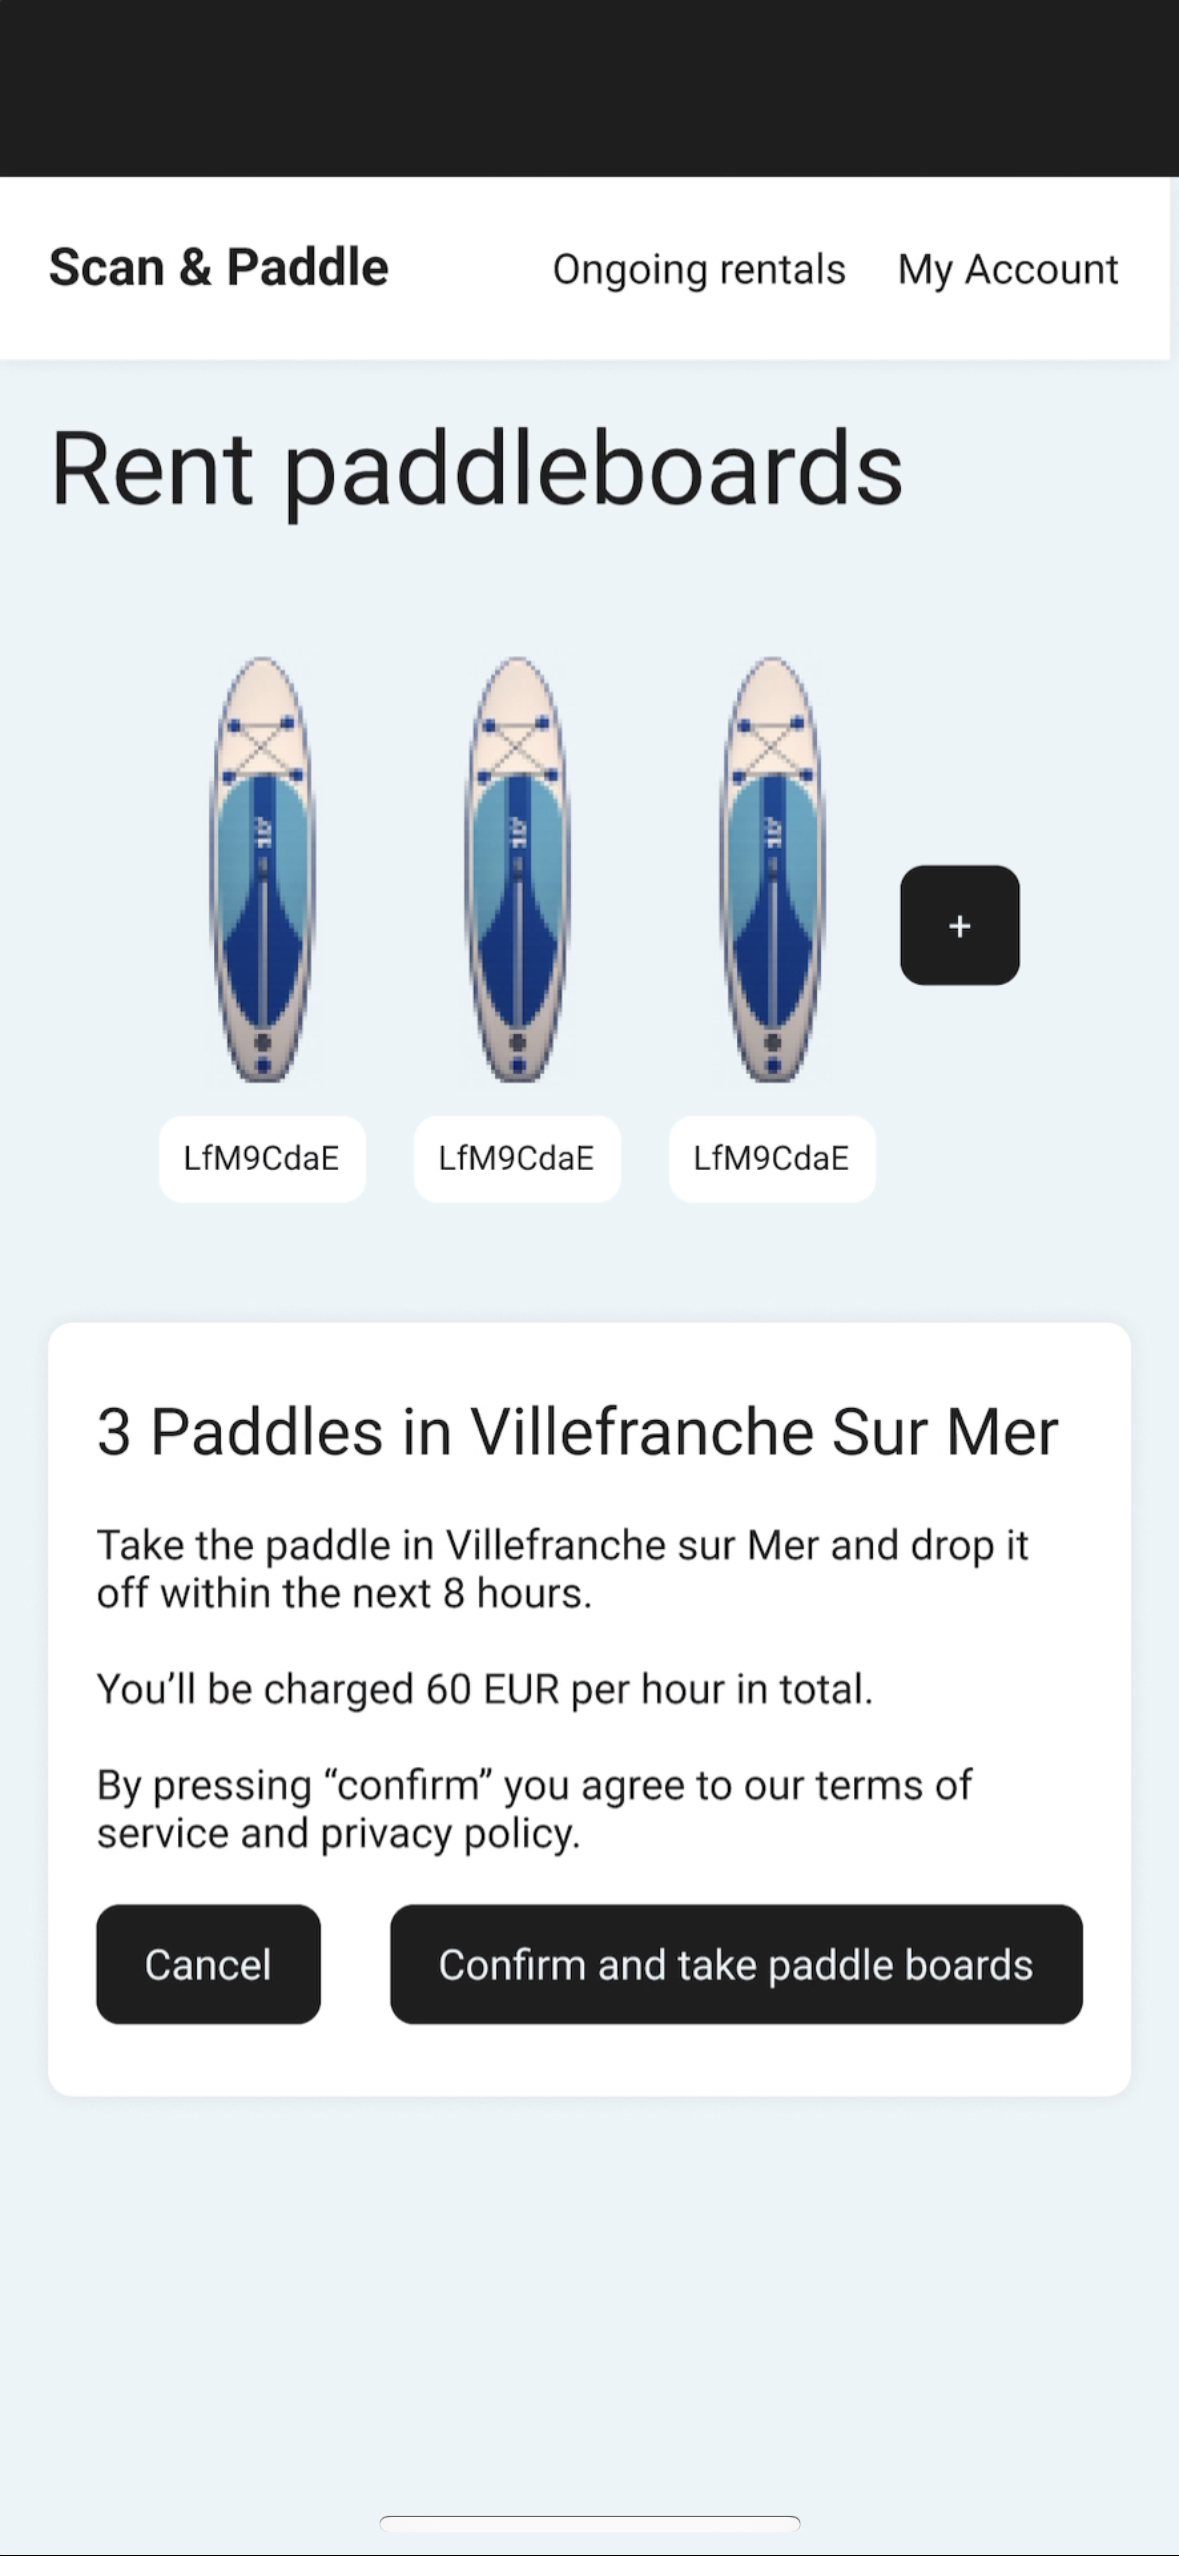 Scan & Paddle
Ongoing rentals
My Account
Rent paddleboards
10'
10'
10'
+
LfM9CdaE
LfM9CdaE
LfM9CdaE
3 Paddles in Villefranche Sur Mer
Take the paddle in Villefranche sur Mer and drop it
off within the next 8 hours.
You’ll be charged 60 EUR per hour in total.
By pressing “confirm” you agree to our terms of
service and privacy policy.
Cancel
Confirm and take paddle boards